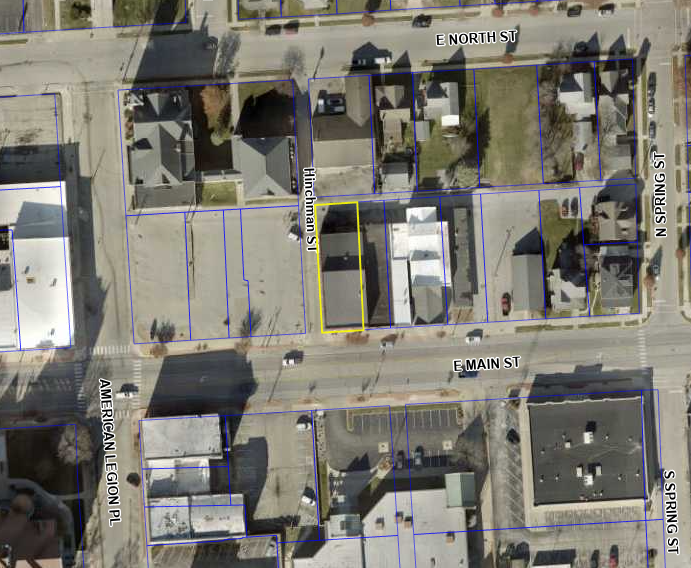 E NORTH ST
Hinchman St
N SPRING ST
E MAIN ST
AMERICAN LEGION PL
S SPRING ST